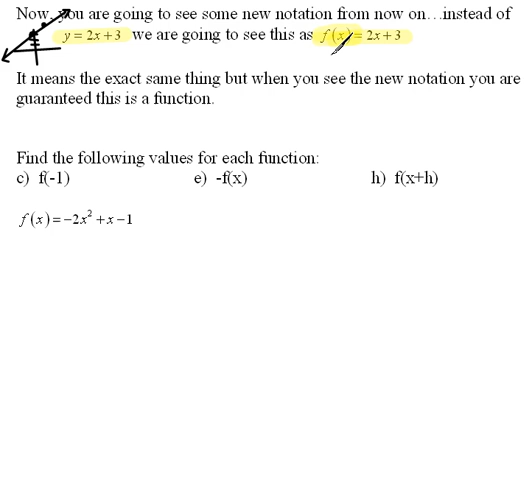 Now, you are going to see some new notation from now on…instead of
y = 2x + 3 we are going to see this as f(x) = 2x + 3
It means the exact same thing but when you see the new notation you are
guaranteed this is a function.
Find the following values for each function:
c) f(-1) e) -f(x) h) f(x+h)
f(x) = −2x² + x − 1